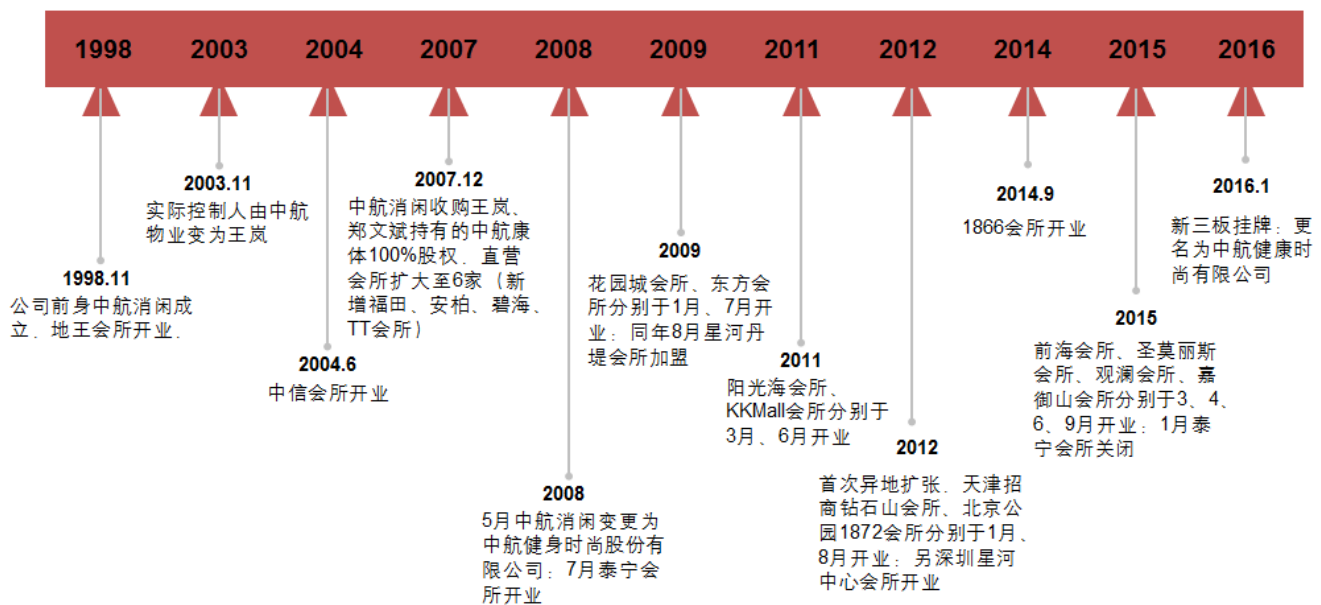 1998 2003 2004 2007 2008 2009 2011 2012 2014 2015 2016
1998.11
公司前身中航消闲成
立．地王会所开业．
2003.11
实际控制人由中航
物业变为王岚
2004.6
中信会所开业
2007.12
中航消闲收购王岚、
郑文斌持有的中航康
体100%股权．直营
会所扩大至6家（新
增福田、安柏、碧海、
TT会所）
2008
5月中航消闲变更为
中航健身时尚股份有
限公司；7月泰宁会
所开业
2009
花园城会所、东方会
所分别于1月、7月开
业；同年8月星河丹
堤会所加盟
2011
阳光海会所、
KKMall会所分别于
3月、6月开业
2012
首次异地扩张．天津招
商钻石山会所、北京公
园1872会所分别于1月、
8月开业；另深圳星河
中心会所开业
2014.9
1866会所开业
2015
前海会所、圣莫丽斯
会所、观澜会所、嘉
御山会所分别于3、4、
6、9月开业；1月泰
宁会所关闭
2016.1
新三板挂牌；更
名为中航健康时
尚有限公司